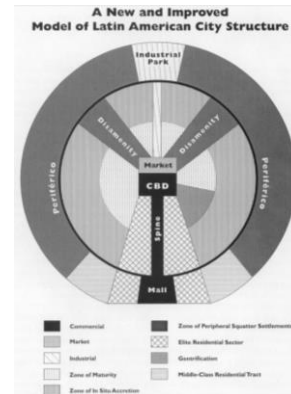 A New and Improved
Model of Latin American City Structure
Industrial
Park
Disamenity
Disamenity
Market
CBD
Periférico
Periférico
Spine
Mall
Commercial
Market
Industrial
Zone of Maturity
Zone of In Situ Accretion
Zone of Peripheral Squatter Settlements
Elite Residential Sector
Gentrification
Middle-Class Residential Tract